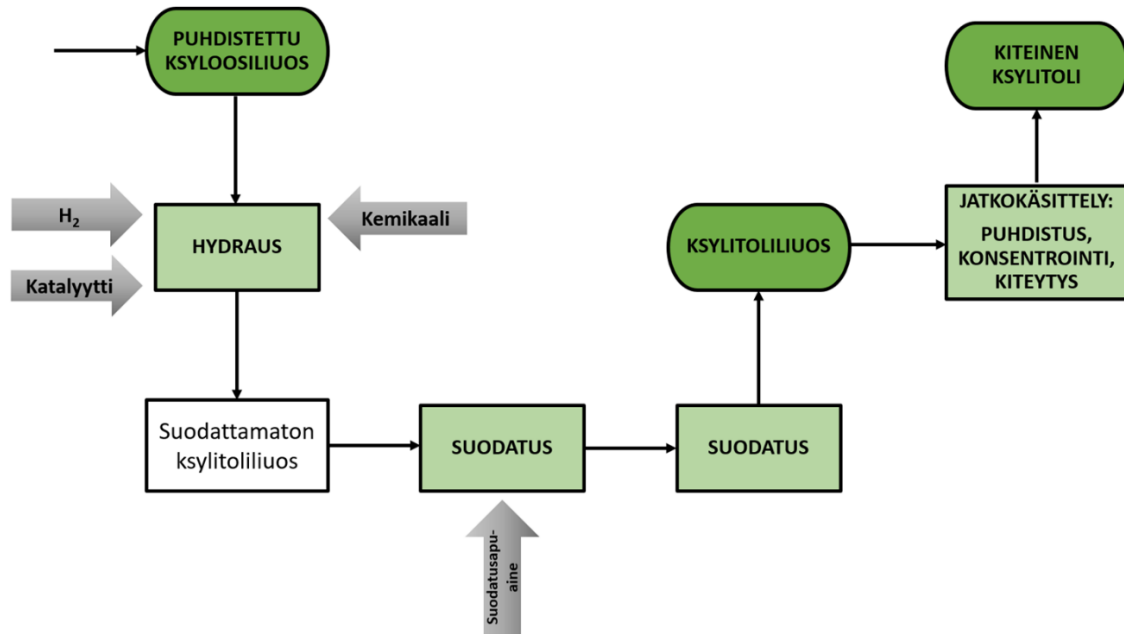 PUHDISTETTU
KSYLOOSILIUOS
H₂
Katalyytti
HYDRAUS
Kemikaali
Suodattamaton
ksylitoliliuos
SUODATUS
Suodatusapu-
aine
SUODATUS
KSYLITOLILIUOS
JATKOKÄSITTELY:
PUHDISTUS,
KONSENTROINTI,
KITEYTYS
KITEINEN
KSYLITOLI